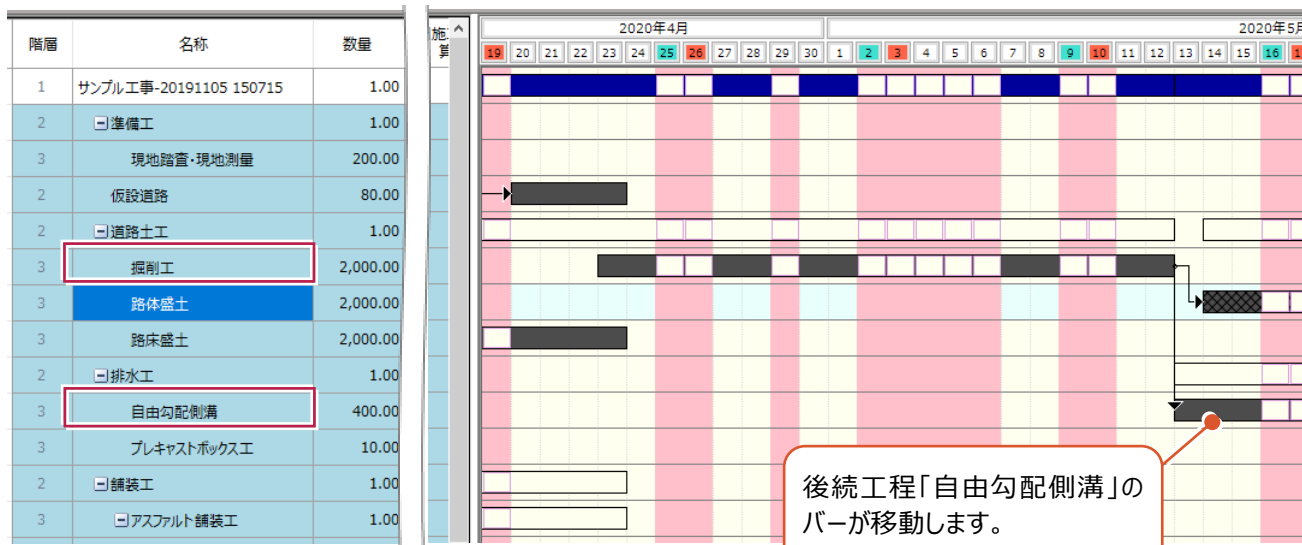 階層 名称 数量
1 サンプル工事-20191105 150715 1.00
2 準備工 1.00
3 現地踏査・現地測量 200.00
2 仮設道路 80.00
2 道路土工 1.00
3 掘削工 2,000.00
3 路体盛土 2,000.00
3 路床盛土 2,000.00
2 排水工 1.00
3 自由勾配側溝 400.00
3 プレキャストボックス工 10.00
2 舗装工 1.00
3 アスファルト舗装工 1.00
施工
算
2020年4月 2020年5月
19 20 21 22 23 24 25 26 27 28 29 30 1 2 3 4 5 6 7 8 9 10 11 12 13 14 15 16
後続工程「自由勾配側溝」の
バーが移動します。